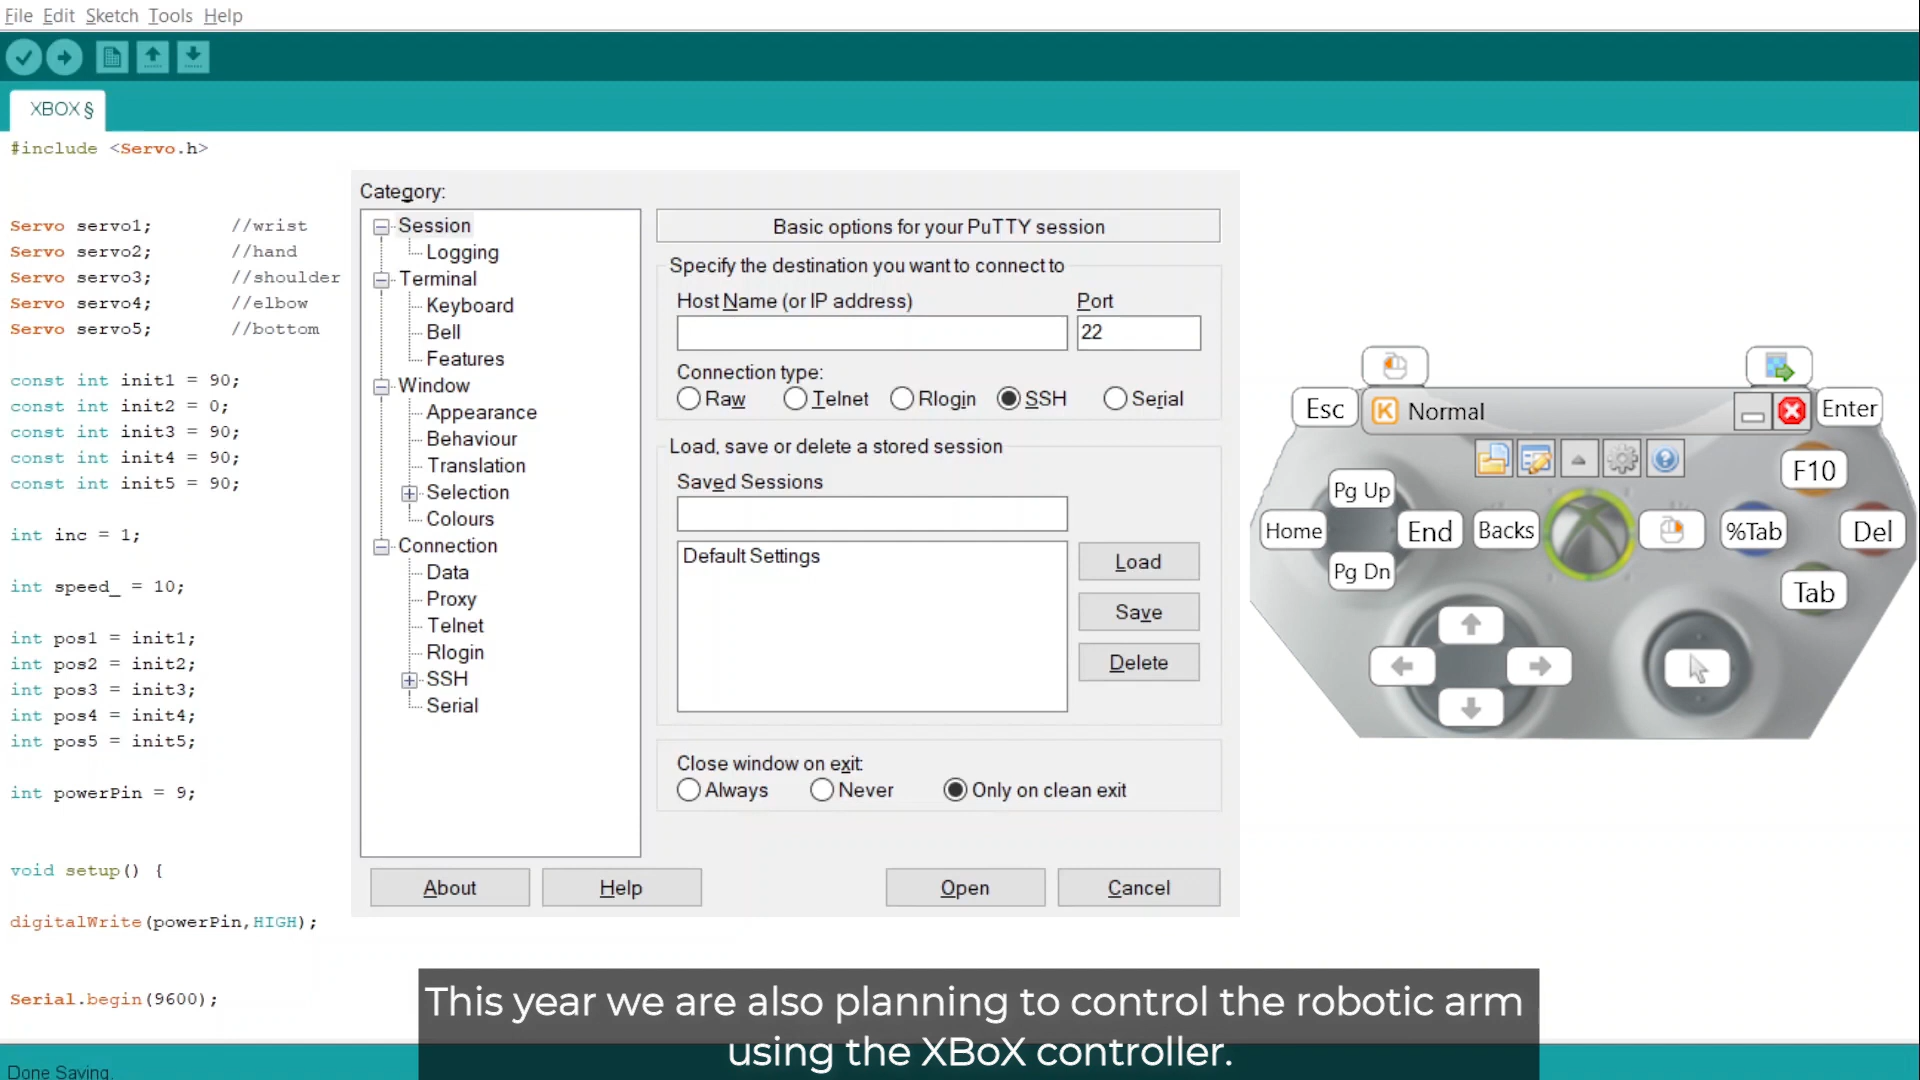 File Edit Sketch Tools Help
XBOX §
#include <Servo.h>
Servo servo1; //wrist
Servo servo2; //hand
Servo servo3; //shoulder
Servo servo4; //elbow
Servo servo5; //bottom
const int init1 = 90;
const int init2 = 0;
const int init3 = 90;
const int init4 = 90;
const int init5 = 90;
int inc = 1;
int speed_ = 10;
int pos1 = init1;
int pos2 = init2;
int pos3 = init3;
int pos4 = init4;
int pos5 = init5;
int powerPin = 9;
void setup() {
digitalWrite(powerPin,HIGH);
Serial.begin(9600);
Done Saving.
Category:
Session
Logging
Terminal
Keyboard
Bell
Features
Window
Appearance
Behaviour
Translation
Selection
Colours
Connection
Data
Proxy
Telnet
Rlogin
SSH
Serial
Basic options for your PuTTY session
Specify the destination you want to connect to
Host Name (or IP address) Port
22
Connection type:
Raw Telnet Rlogin SSH Serial
Load, save or delete a stored session
Saved Sessions
Default Settings
Load
Save
Delete
Close window on exit:
Always Never Only on clean exit
About Help Open Cancel
Esc K Normal Enter
F10
Pg Up
Home End Backs %Tab Del
Pg Dn
Tab
This year we are also planning to control the robotic arm
using the XBoX controller.